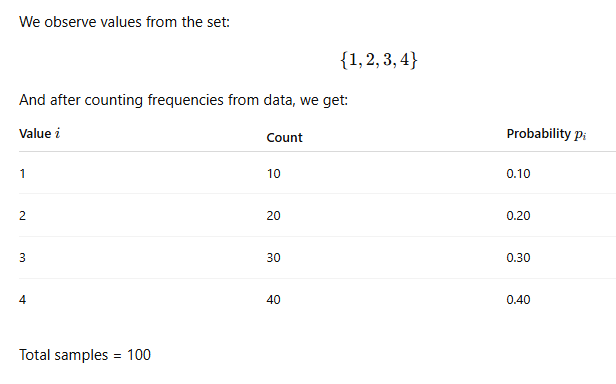 We observe values from the set:
{1, 2, 3, 4}
And after counting frequencies from data, we get:
Value i Count Probability pᵢ
1 10 0.10
2 20 0.20
3 30 0.30
4 40 0.40
Total samples = 100